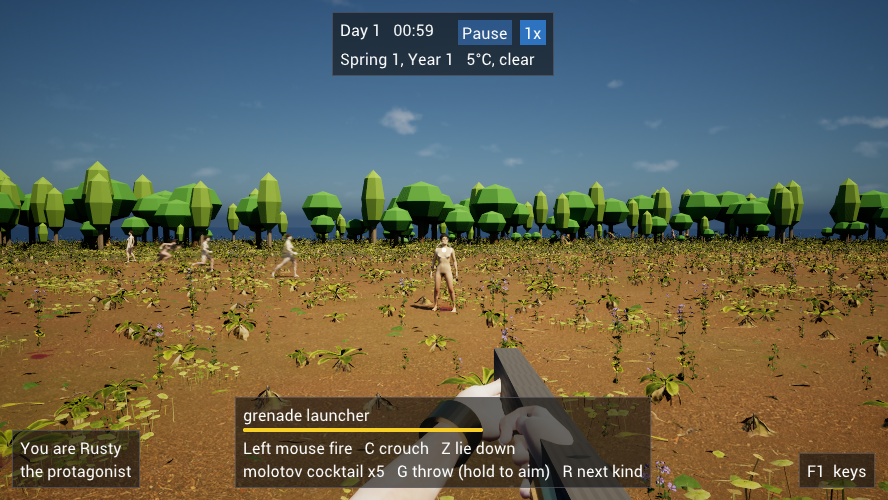 Day 1 00:59 Pause 1x
Spring 1, Year 1 5°C, clear
grenade launcher
Left mouse fire C crouch Z lie down
molotov cocktail x5 G throw (hold to aim) R next kind
You are Rusty
the protagonist
F1 keys